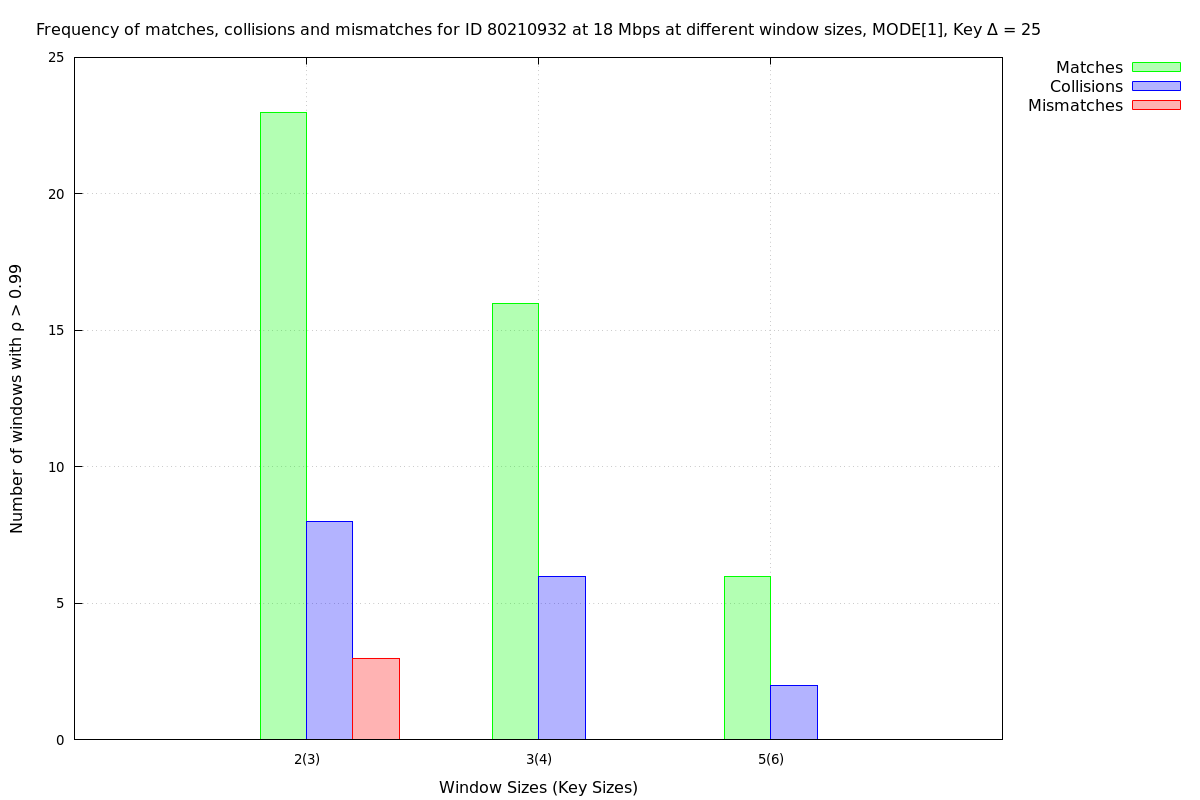 Frequency of matches, collisions and mismatches for ID 80210932 at 18 Mbps at different window sizes, MODE[1], Key Δ = 25
Matches
Collisions
Mismatches
Number of windows with ρ > 0.99
25
20
15
10
5
0
2(3) 3(4) 5(6)
Window Sizes (Key Sizes)